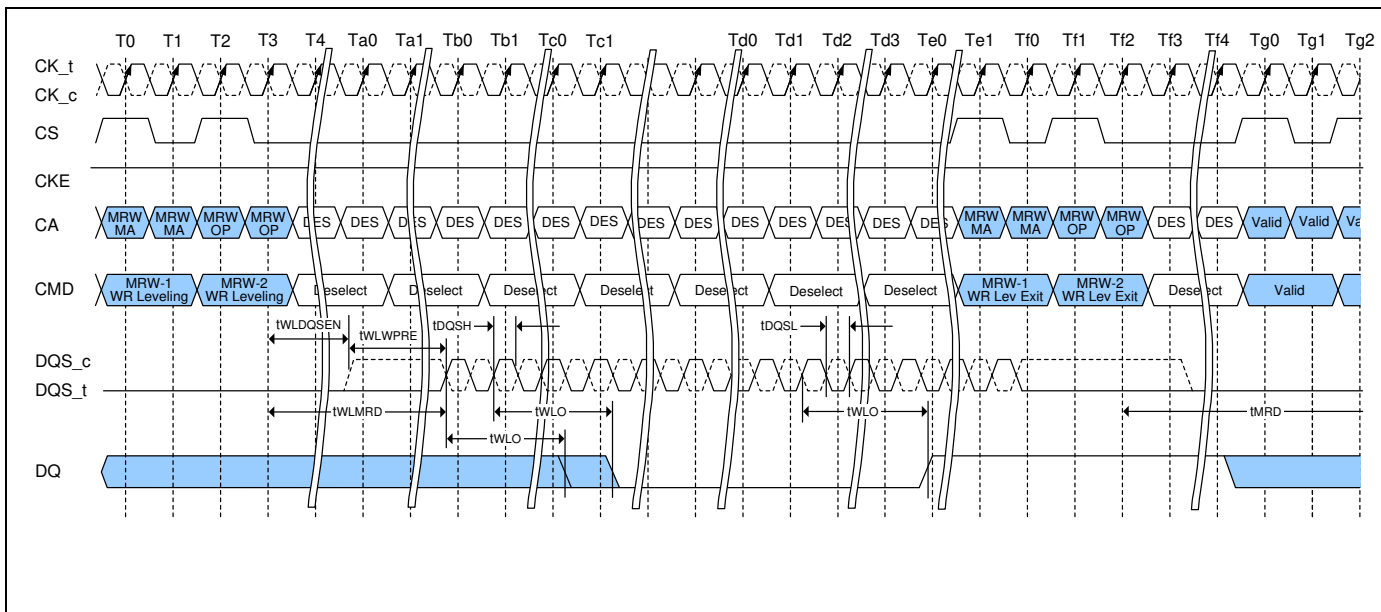 T0 T1 T2 T3 T4 Ta0 Ta1 Tb0 Tb1 Tc0 Tc1 Td0 Td1 Td2 Td3 Te0 Te1 Tf0 Tf1 Tf2 Tf3 Tf4 Tg0 Tg1 Tg2
CK_t
CK_c
CS
CKE
CA
MRW MA
MRW MA
MRW OP
MRW OP
DES DES DES DES DES DES DES DES DES DES DES DES DES DES
MRW MA
MRW MA
MRW OP
MRW OP
DES DES Valid Valid Va
CMD
MRW-1 WR Leveling
MRW-2 WR Leveling
Deselect Deselect Deselect Deselect Deselect Deselect Deselect
MRW-1 WR Lev Exit
MRW-2 WR Lev Exit
Deselect Valid
tWLDQSEN
tWLWPRE
tDQSH
tDQSL
DQS_c
DQS_t
tWLMRD
tWLO
tWLO
tWLO
tMRD
DQ